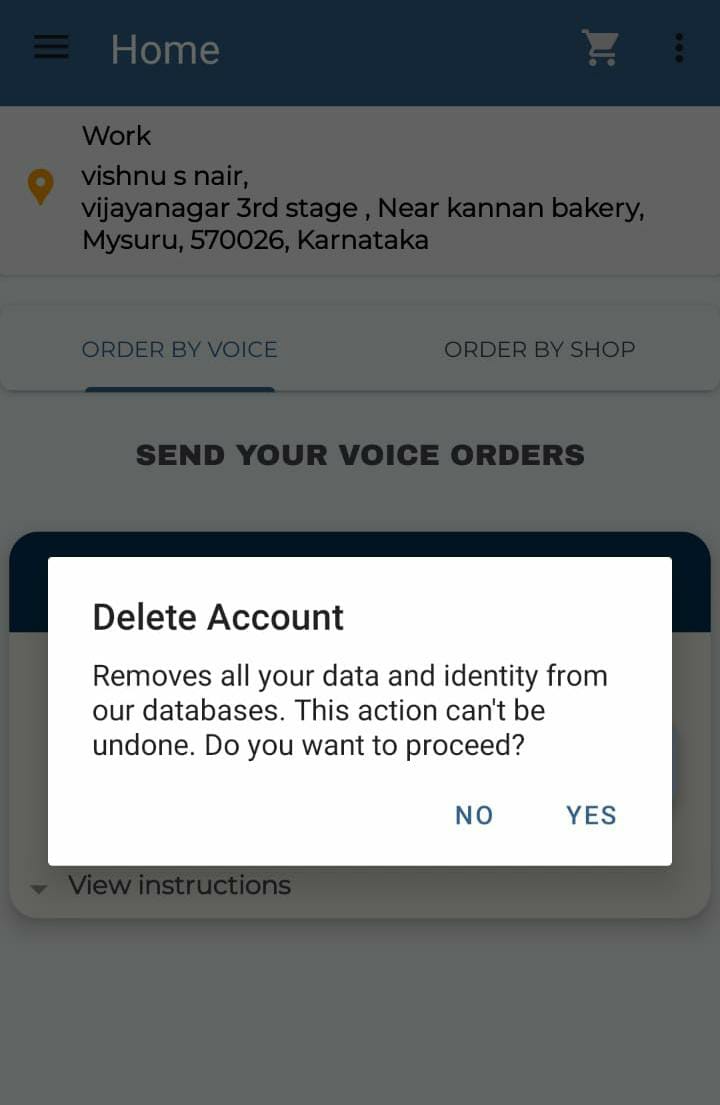 Home
Work
vishnu s nair,
vijayanagar 3rd stage , Near kannan bakery,
Mysuru, 570026, Karnataka
ORDER BY VOICE
ORDER BY SHOP
SEND YOUR VOICE ORDERS
Delete Account
Removes all your data and identity from
our databases. This action can't be
undone. Do you want to proceed?
NO
YES
View instructions